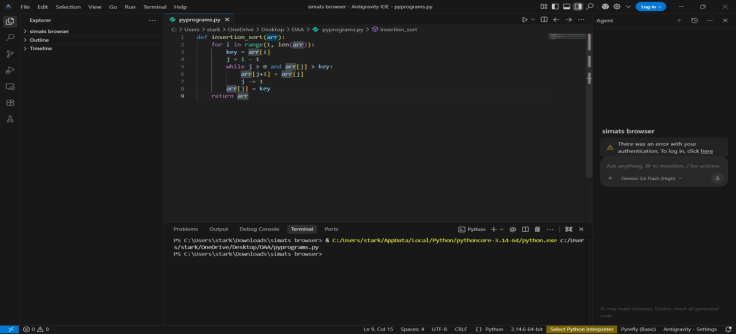 File Edit Selection View Go Run Terminal Help
simats browser - Antigravity IDE - pyprograms.py
Log in
Explorer
simats browser
Outline
Timeline
pyprograms.py
C: > Users > stark > OneDrive > Desktop > DAA > pyprograms.py > insertion_sort
1 def insertion_sort(arr):
2 for i in range(1, len(arr)):
3 key = arr[i]
4 j = i - 1
5 while j > 0 and arr[j] > key:
6 arr[j+1] = arr[j]
7 j -= 1
8 arr[j] = key
9 return arr
Problems Output Debug Console Terminal Ports
Python
PS C:\Users\stark\Downloads\simats browser> & C:/Users/stark/AppData/Local/Python/pythoncore-3.14-64/python.exe c:/User
s/stark/OneDrive/Desktop/DAA/pyprograms.py
PS C:\Users\stark\Downloads\simats browser>
Agent
simats browser
There was an error with your
authentication. To log in, click here
Ask anything, @ to mention, / for actions
AI may make mistakes. Double check all generated
code.
0 0
Ln 9, Col 15 Spaces: 4 UTF-8 CRLF Python 3.14.6 64-bit Select Python Interpreter Pyrefly (Basic) Antigravity - Settings